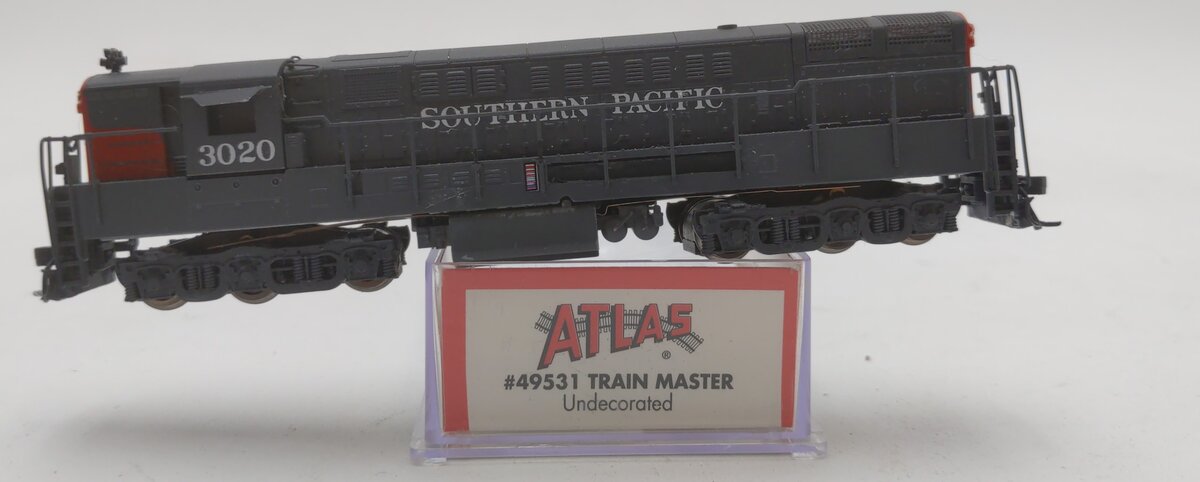 SOUTHERN PACIFIC
3020
ATLAS®
#49531 TRAIN MASTER
Undecorated